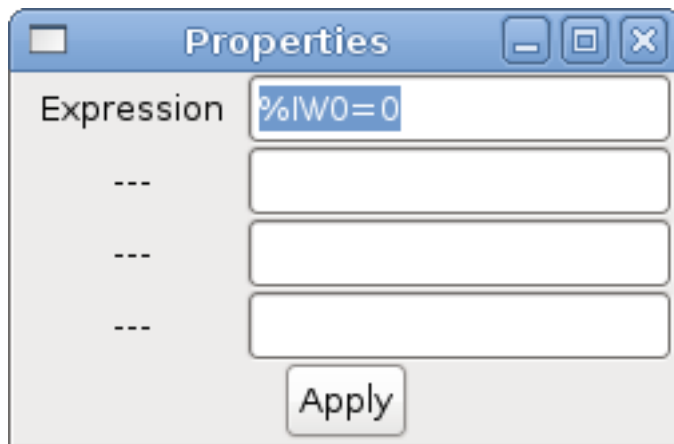 Properties
Expression %IW0=0
---
---
---
Apply